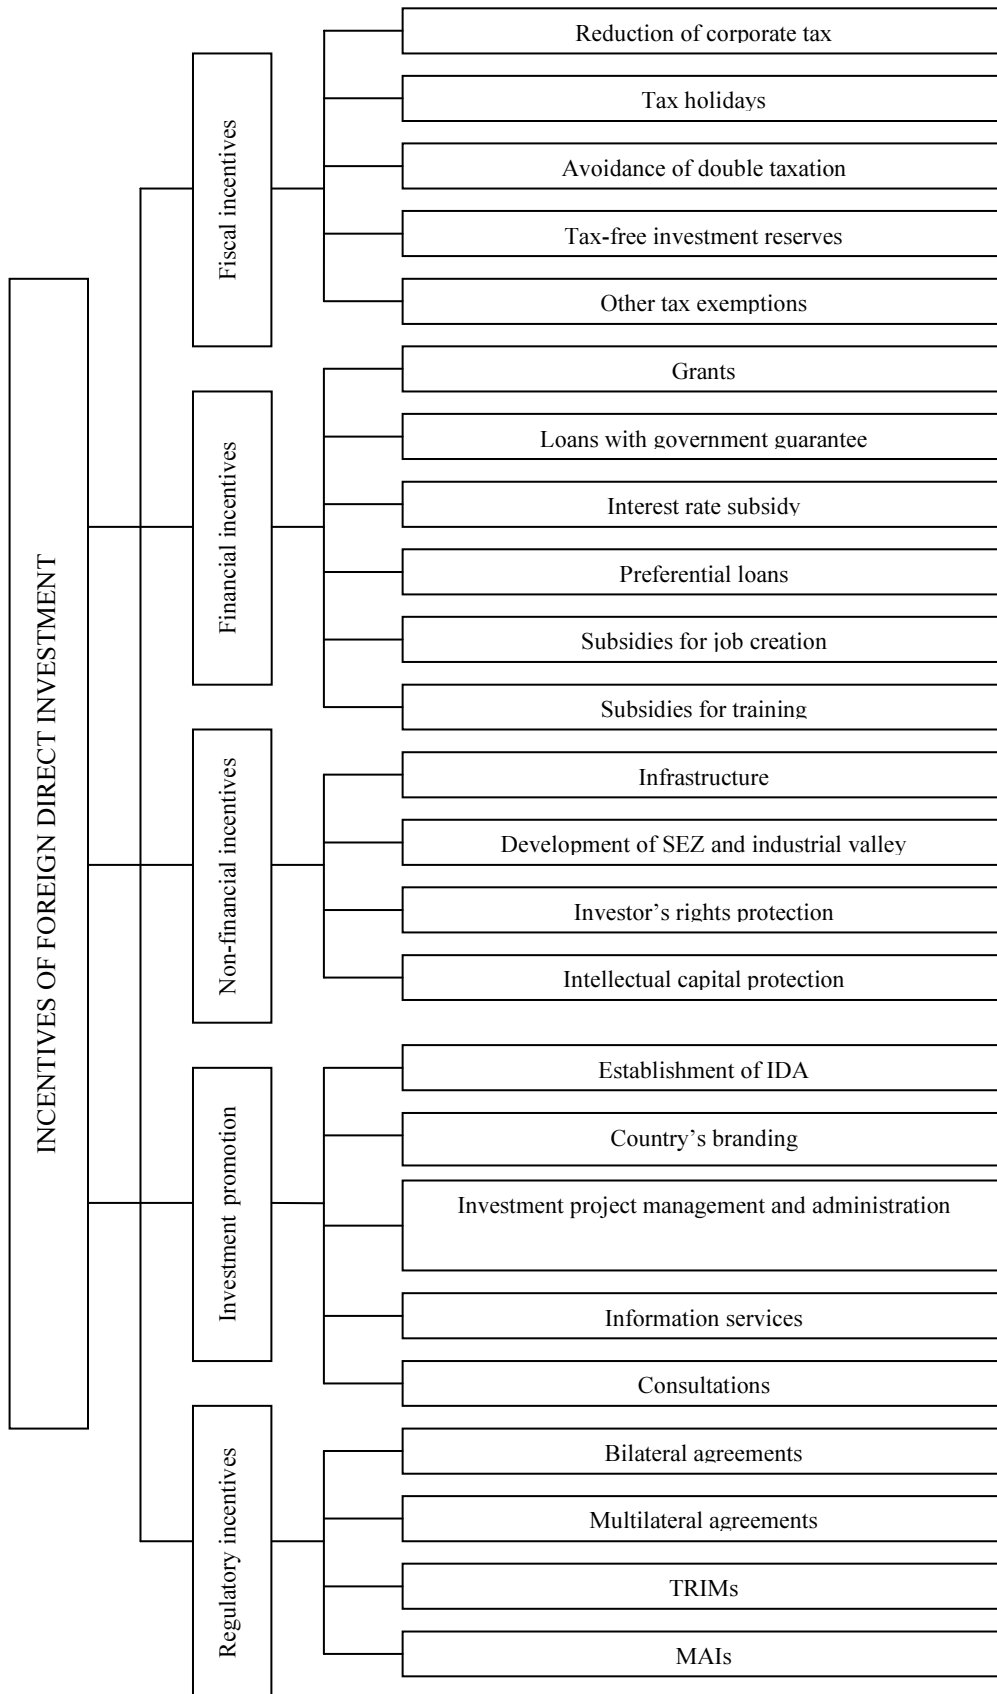 INCENTIVES OF FOREIGN DIRECT INVESTMENT
Fiscal incentives
Reduction of corporate tax
Tax holidays
Avoidance of double taxation
Tax-free investment reserves
Other tax exemptions
Financial incentives
Grants
Loans with government guarantee
Interest rate subsidy
Preferential loans
Subsidies for job creation
Subsidies for training
Non-financial incentives
Infrastructure
Development of SEZ and industrial valley
Investor’s rights protection
Intellectual capital protection
Investment promotion
Establishment of IDA
Country’s branding
Investment project management and administration
Information services
Consultations
Regulatory incentives
Bilateral agreements
Multilateral agreements
TRIMs
MAIs